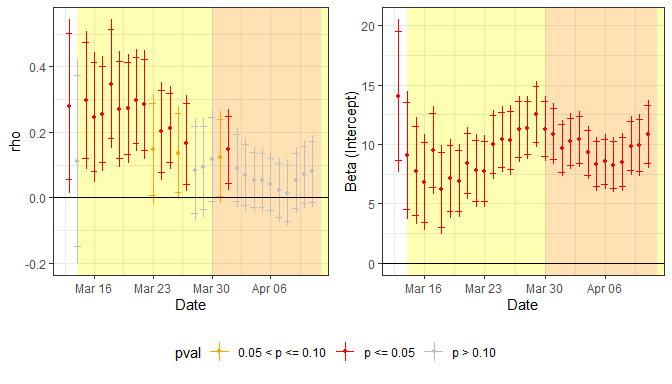 rho
0.4
0.2
0.0
-0.2
Mar 16 Mar 23 Mar 30 Apr 06
Date
Beta (Intercept)
20
15
10
5
0
Mar 16 Mar 23 Mar 30 Apr 06
Date
pval 0.05 < p <= 0.10 p <= 0.05 p > 0.10